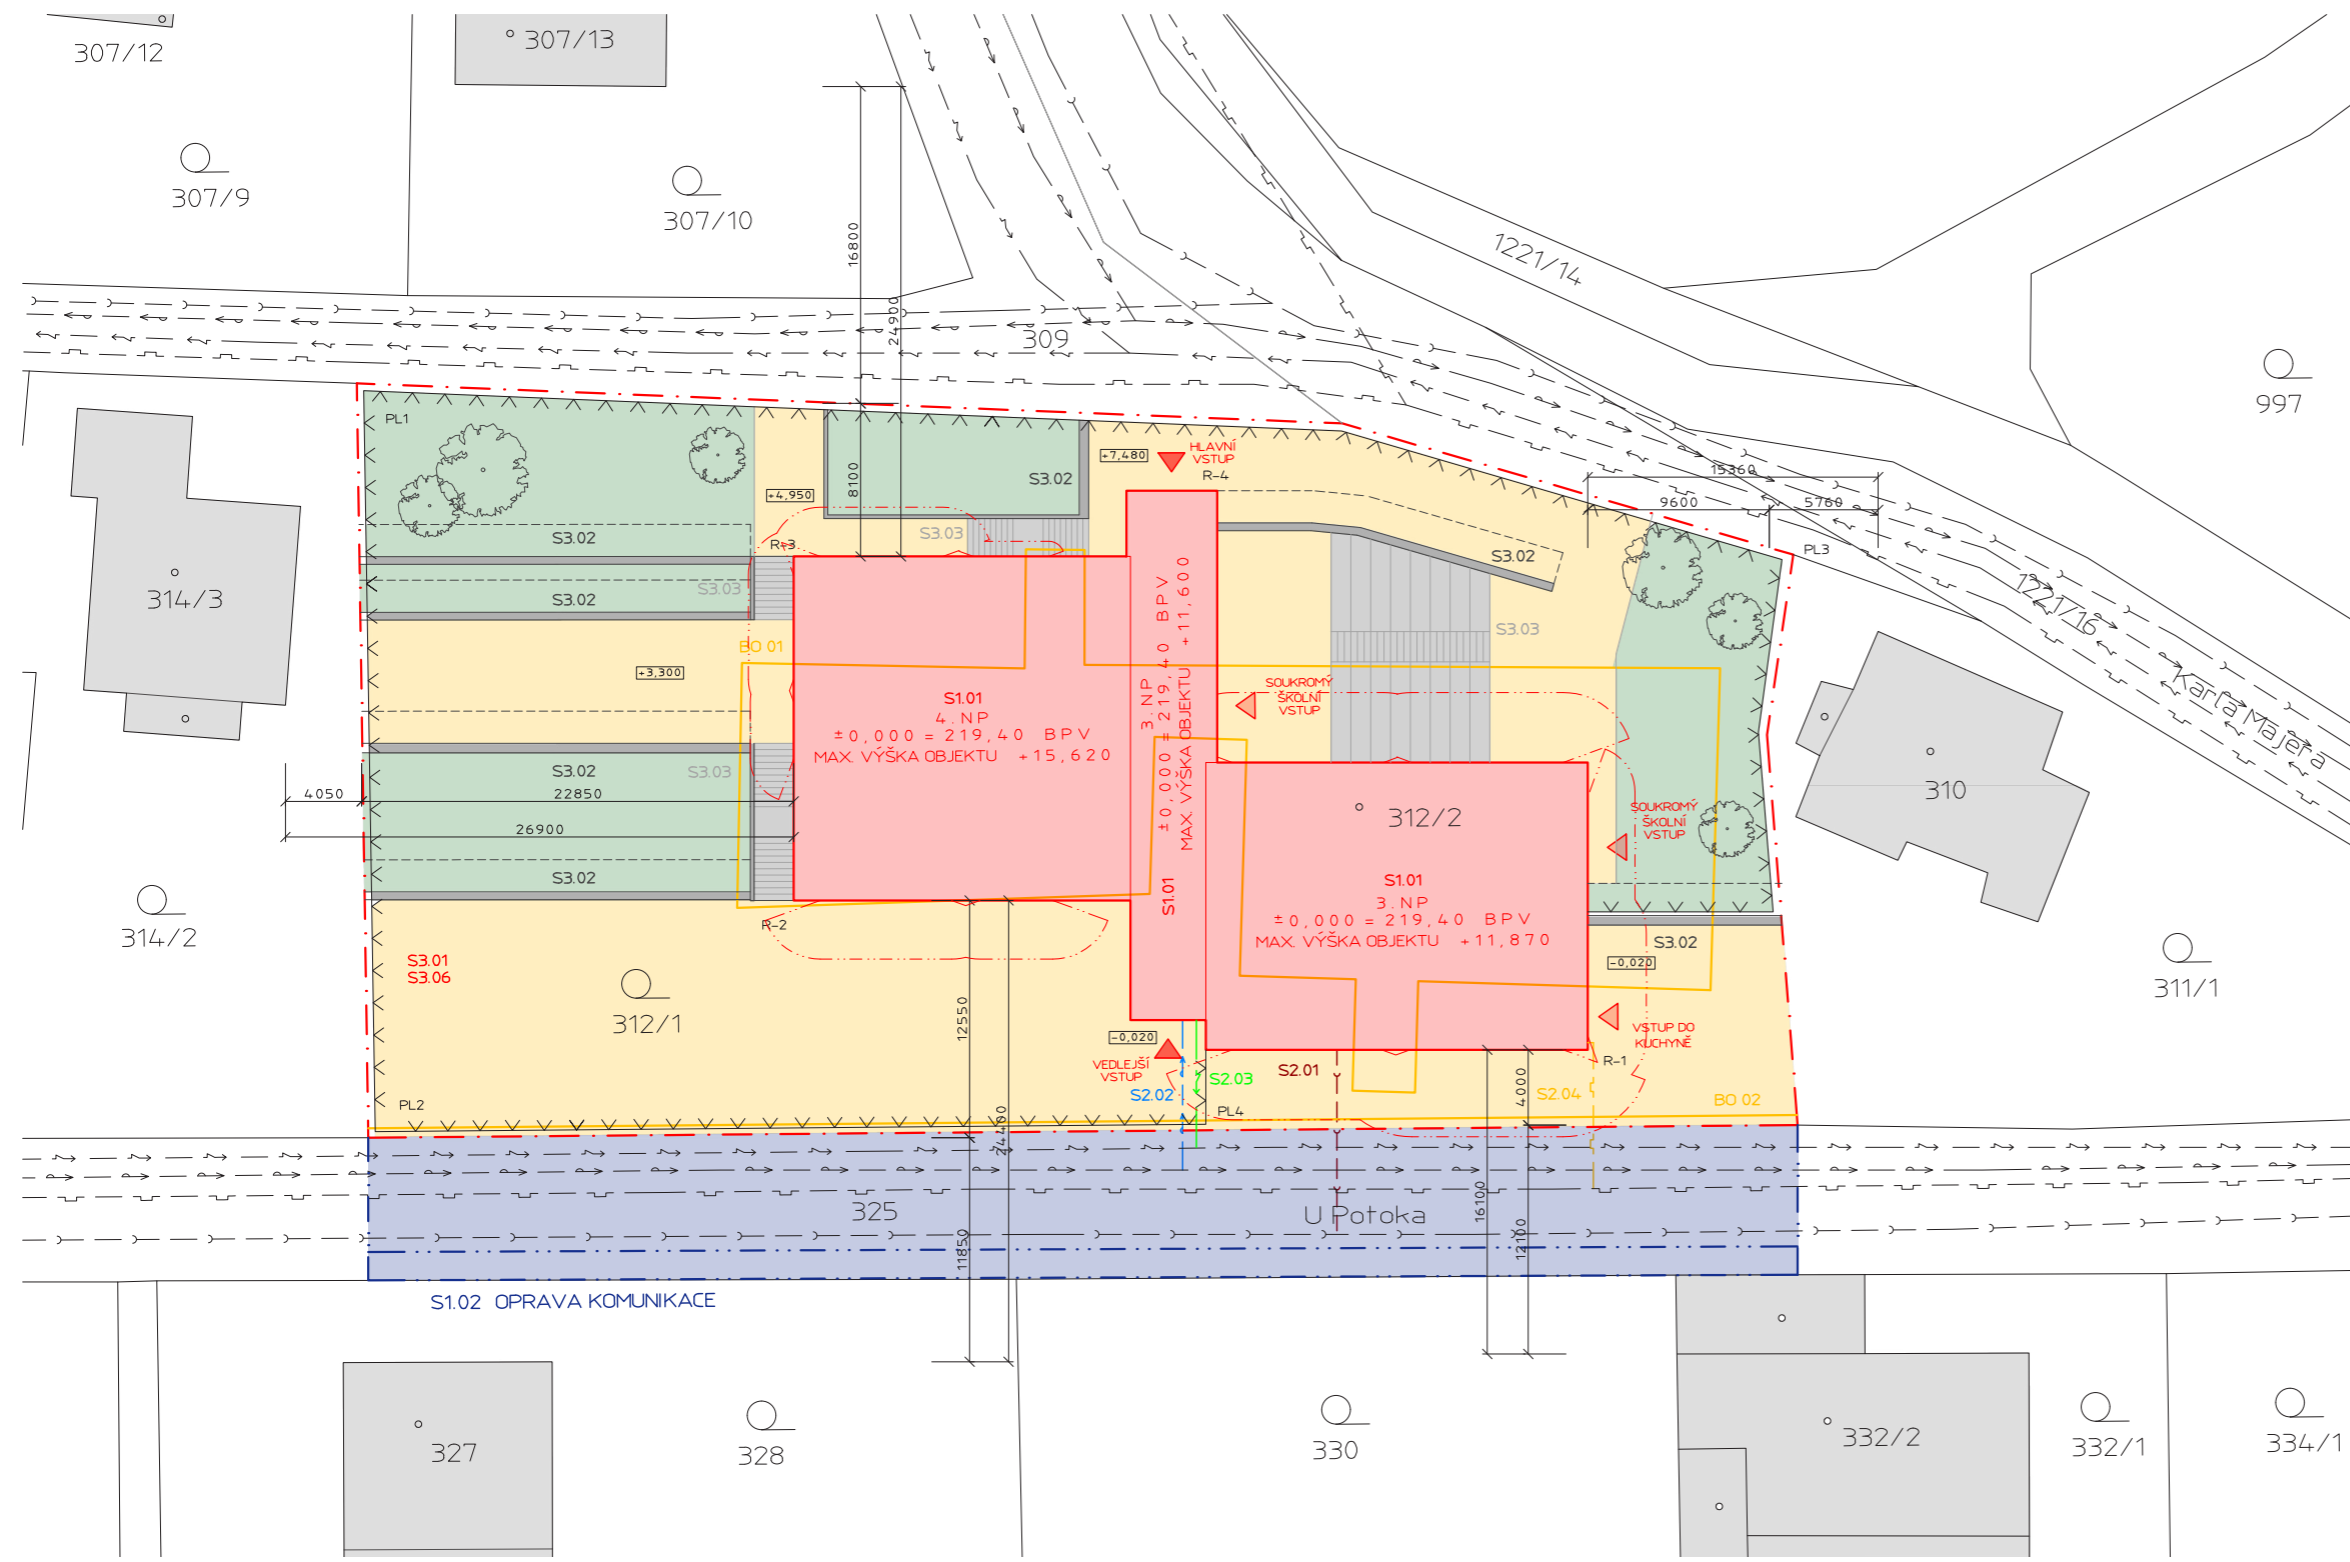 307/12
307/13
307/9
307/10
16800
24900
309
1221/14
997
PL1
8100
+4,950
S3.02
+7,480
HLAVNÍ
VSTUP
R-4
15360
9600
5760
PL3
S3.02
S3.03
R-3
S3.02
314/3
S3.02
S3.03
S3.03
1221/16
Karla Majera
BO 01
+3,300
S1.01
4.NP
±0,000 = 219,40 BPV
MAX. VÝŠKA OBJEKTU +15,620
3.NP
±0,000 = 219,40 BPV
MAX. VÝŠKA OBJEKTU +11,600
S1.01
SOUKROMÝ
ŠKOLNÍ
VSTUP
S3.02
S3.03
4050
22850
26900
312/2
SOUKROMÝ
ŠKOLNÍ
VSTUP
310
S3.02
S1.01
3.NP
±0,000 = 219,40 BPV
MAX. VÝŠKA OBJEKTU +11,870
314/2
R-2
S3.02
-0,020
S3.01
S3.06
312/1
12550
311/1
-0,020
VEDLEJŠÍ
VSTUP
VSTUP DO
KUCHYNĚ
R-1
S2.02
S2.03
S2.01
S2.04
4000
BO 02
PL2
PL4
24400
325
U Potoka
16100
12100
11850
S1.02 OPRAVA KOMUNIKACE
327
328
330
332/2
332/1
334/1